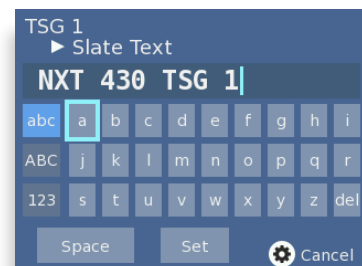 TSG 1
▶ Slate Text
NXT 430 TSG 1
abc a b c d e f g h i
ABC j k l m n o p q r
123 s t u v w x y z del
Space Set Cancel